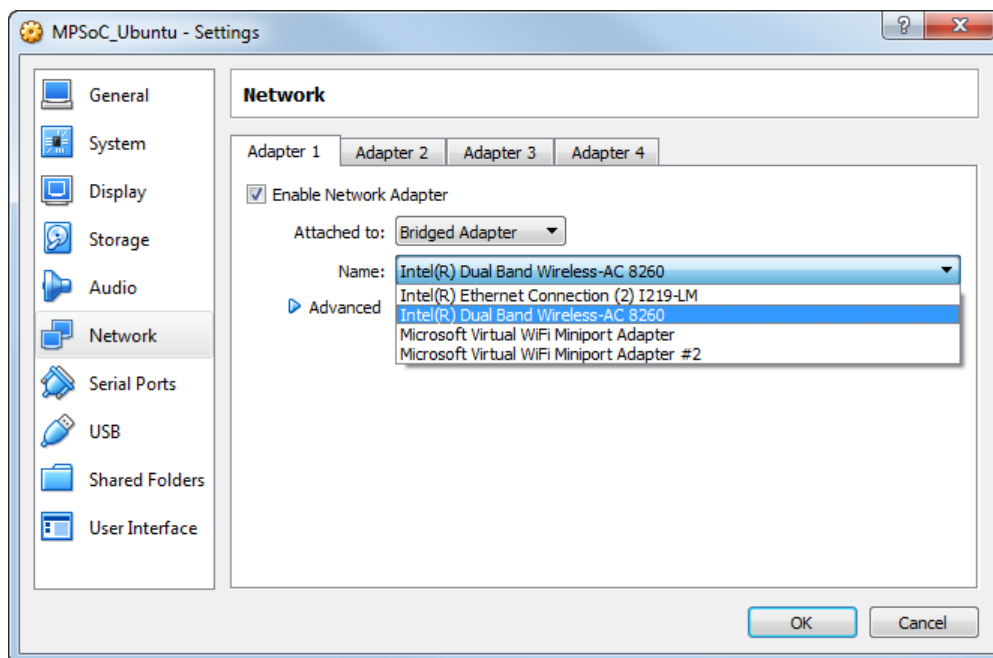 MPSoC_Ubuntu - Settings
General
System
Display
Storage
Audio
Network
Serial Ports
USB
Shared Folders
User Interface
Network
Adapter 1 Adapter 2 Adapter 3 Adapter 4
Enable Network Adapter
Attached to: Bridged Adapter
Name: Intel(R) Dual Band Wireless-AC 8260
Advanced
Intel(R) Ethernet Connection (2) I219-LM
Intel(R) Dual Band Wireless-AC 8260
Microsoft Virtual WiFi Miniport Adapter
Microsoft Virtual WiFi Miniport Adapter #2
OK Cancel